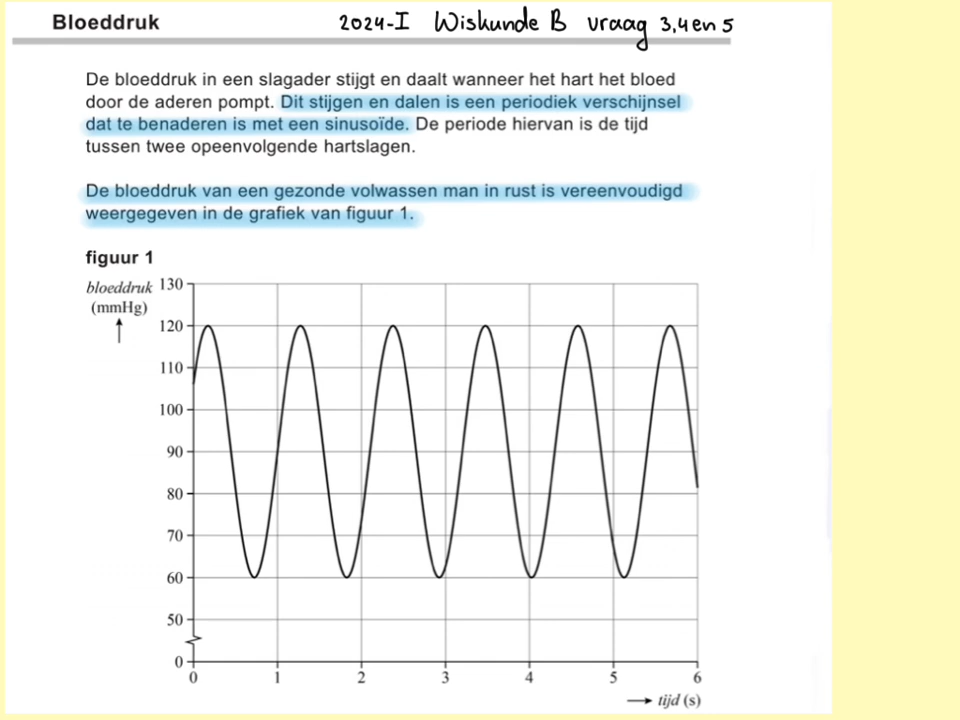 Bloeddruk 2024-I Wiskunde B vraag 3,4 en 5
De bloeddruk in een slagader stijgt en daalt wanneer het hart het bloed
door de aderen pompt. Dit stijgen en dalen is een periodiek verschijnsel
dat te benaderen is met een sinusoïde. De periode hiervan is de tijd
tussen twee opeenvolgende hartslagen.
De bloeddruk van een gezonde volwassen man in rust is vereenvoudigd
weergegeven in de grafiek van figuur 1.
figuur 1
bloeddruk 130
(mmHg)
120
110
100
90
80
70
60
50
0
0 1 2 3 4 5 6
tijd (s)